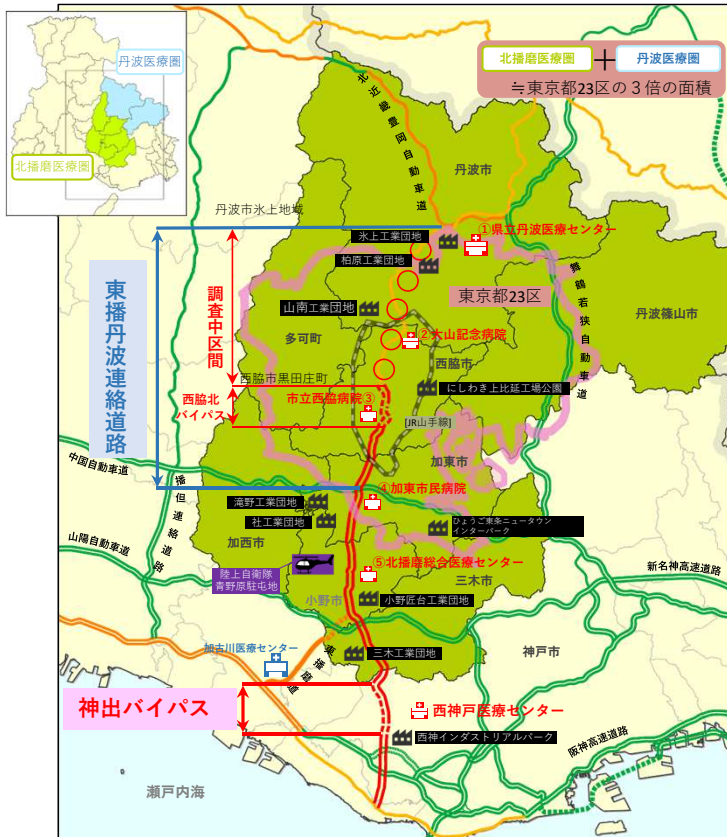 丹波医療圏
北播磨医療圏
北播磨医療圏
＋
丹波医療圏
≒東京都23区の３倍の面積
北近畿豊岡自動車道
丹波市
丹波市氷上地域
①県立丹波医療センター
氷上工業団地
柏原工業団地
東京都23区
舞鶴若狭自動車道
丹波篠山市
東播丹波連絡道路
調査中区間
山南工業団地
多可町
②大山記念病院
西脇市
西脇市黒田庄町
にしわき上比延工場公園
西脇北
バイパス
市立西脇病院③
[JR山手線]
加東市
中国自動車道
播但連絡道路
④加東市民病院
滝野工業団地
社工業団地
ひょうご東条ニュータウン
インターパーク
山陽自動車道
加西市
陸上自衛隊
青野原駐屯地
⑤北播磨総合医療センター
三木市
新名神高速道路
小野市
小野匠台工業団地
加古川医療センター
東播磨道
三木工業団地
神戸市
神出バイパス
西神戸医療センター
西神インダストリアルパーク
阪神高速道路
瀬戸内海